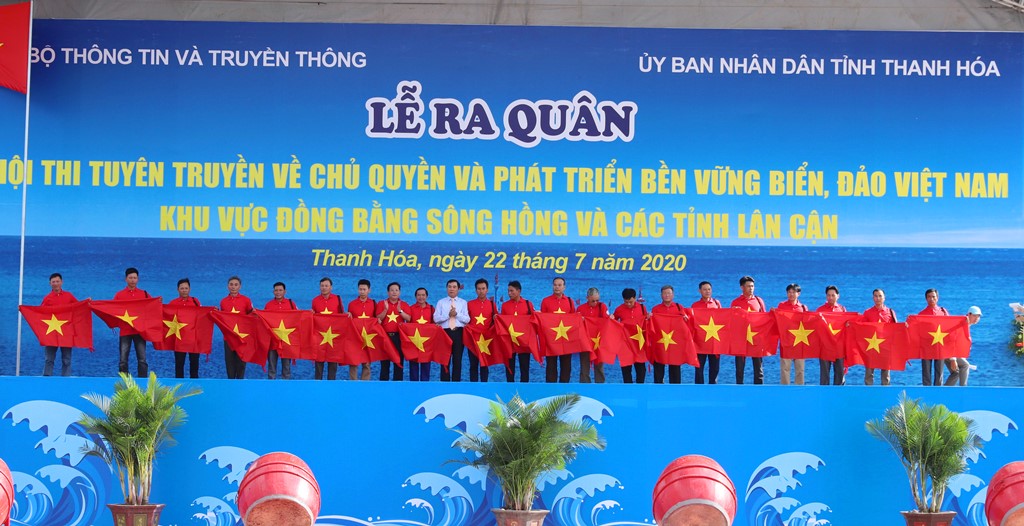 BỘ THÔNG TIN VÀ TRUYỀN THÔNG
ỦY BAN NHÂN DÂN TỈNH THANH HÓA
LỄ RA QUÂN
HỘI THI TUYÊN TRUYỀN VỀ CHỦ QUYỀN VÀ PHÁT TRIỂN BỀN VỮNG BIỂN, ĐẢO VIỆT NAM
KHU VỰC ĐỒNG BẰNG SÔNG HỒNG VÀ CÁC TỈNH LÂN CẬN
Thanh Hóa, ngày 22 tháng 7 năm 2020